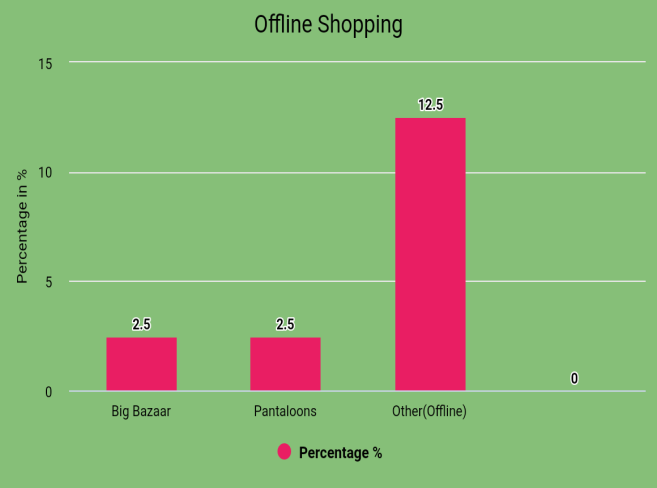 Offline Shopping
15
12.5
10
Percentage in %
5
2.5
2.5
0
0
Big Bazaar
Pantaloons
Other(Offline)
Percentage %